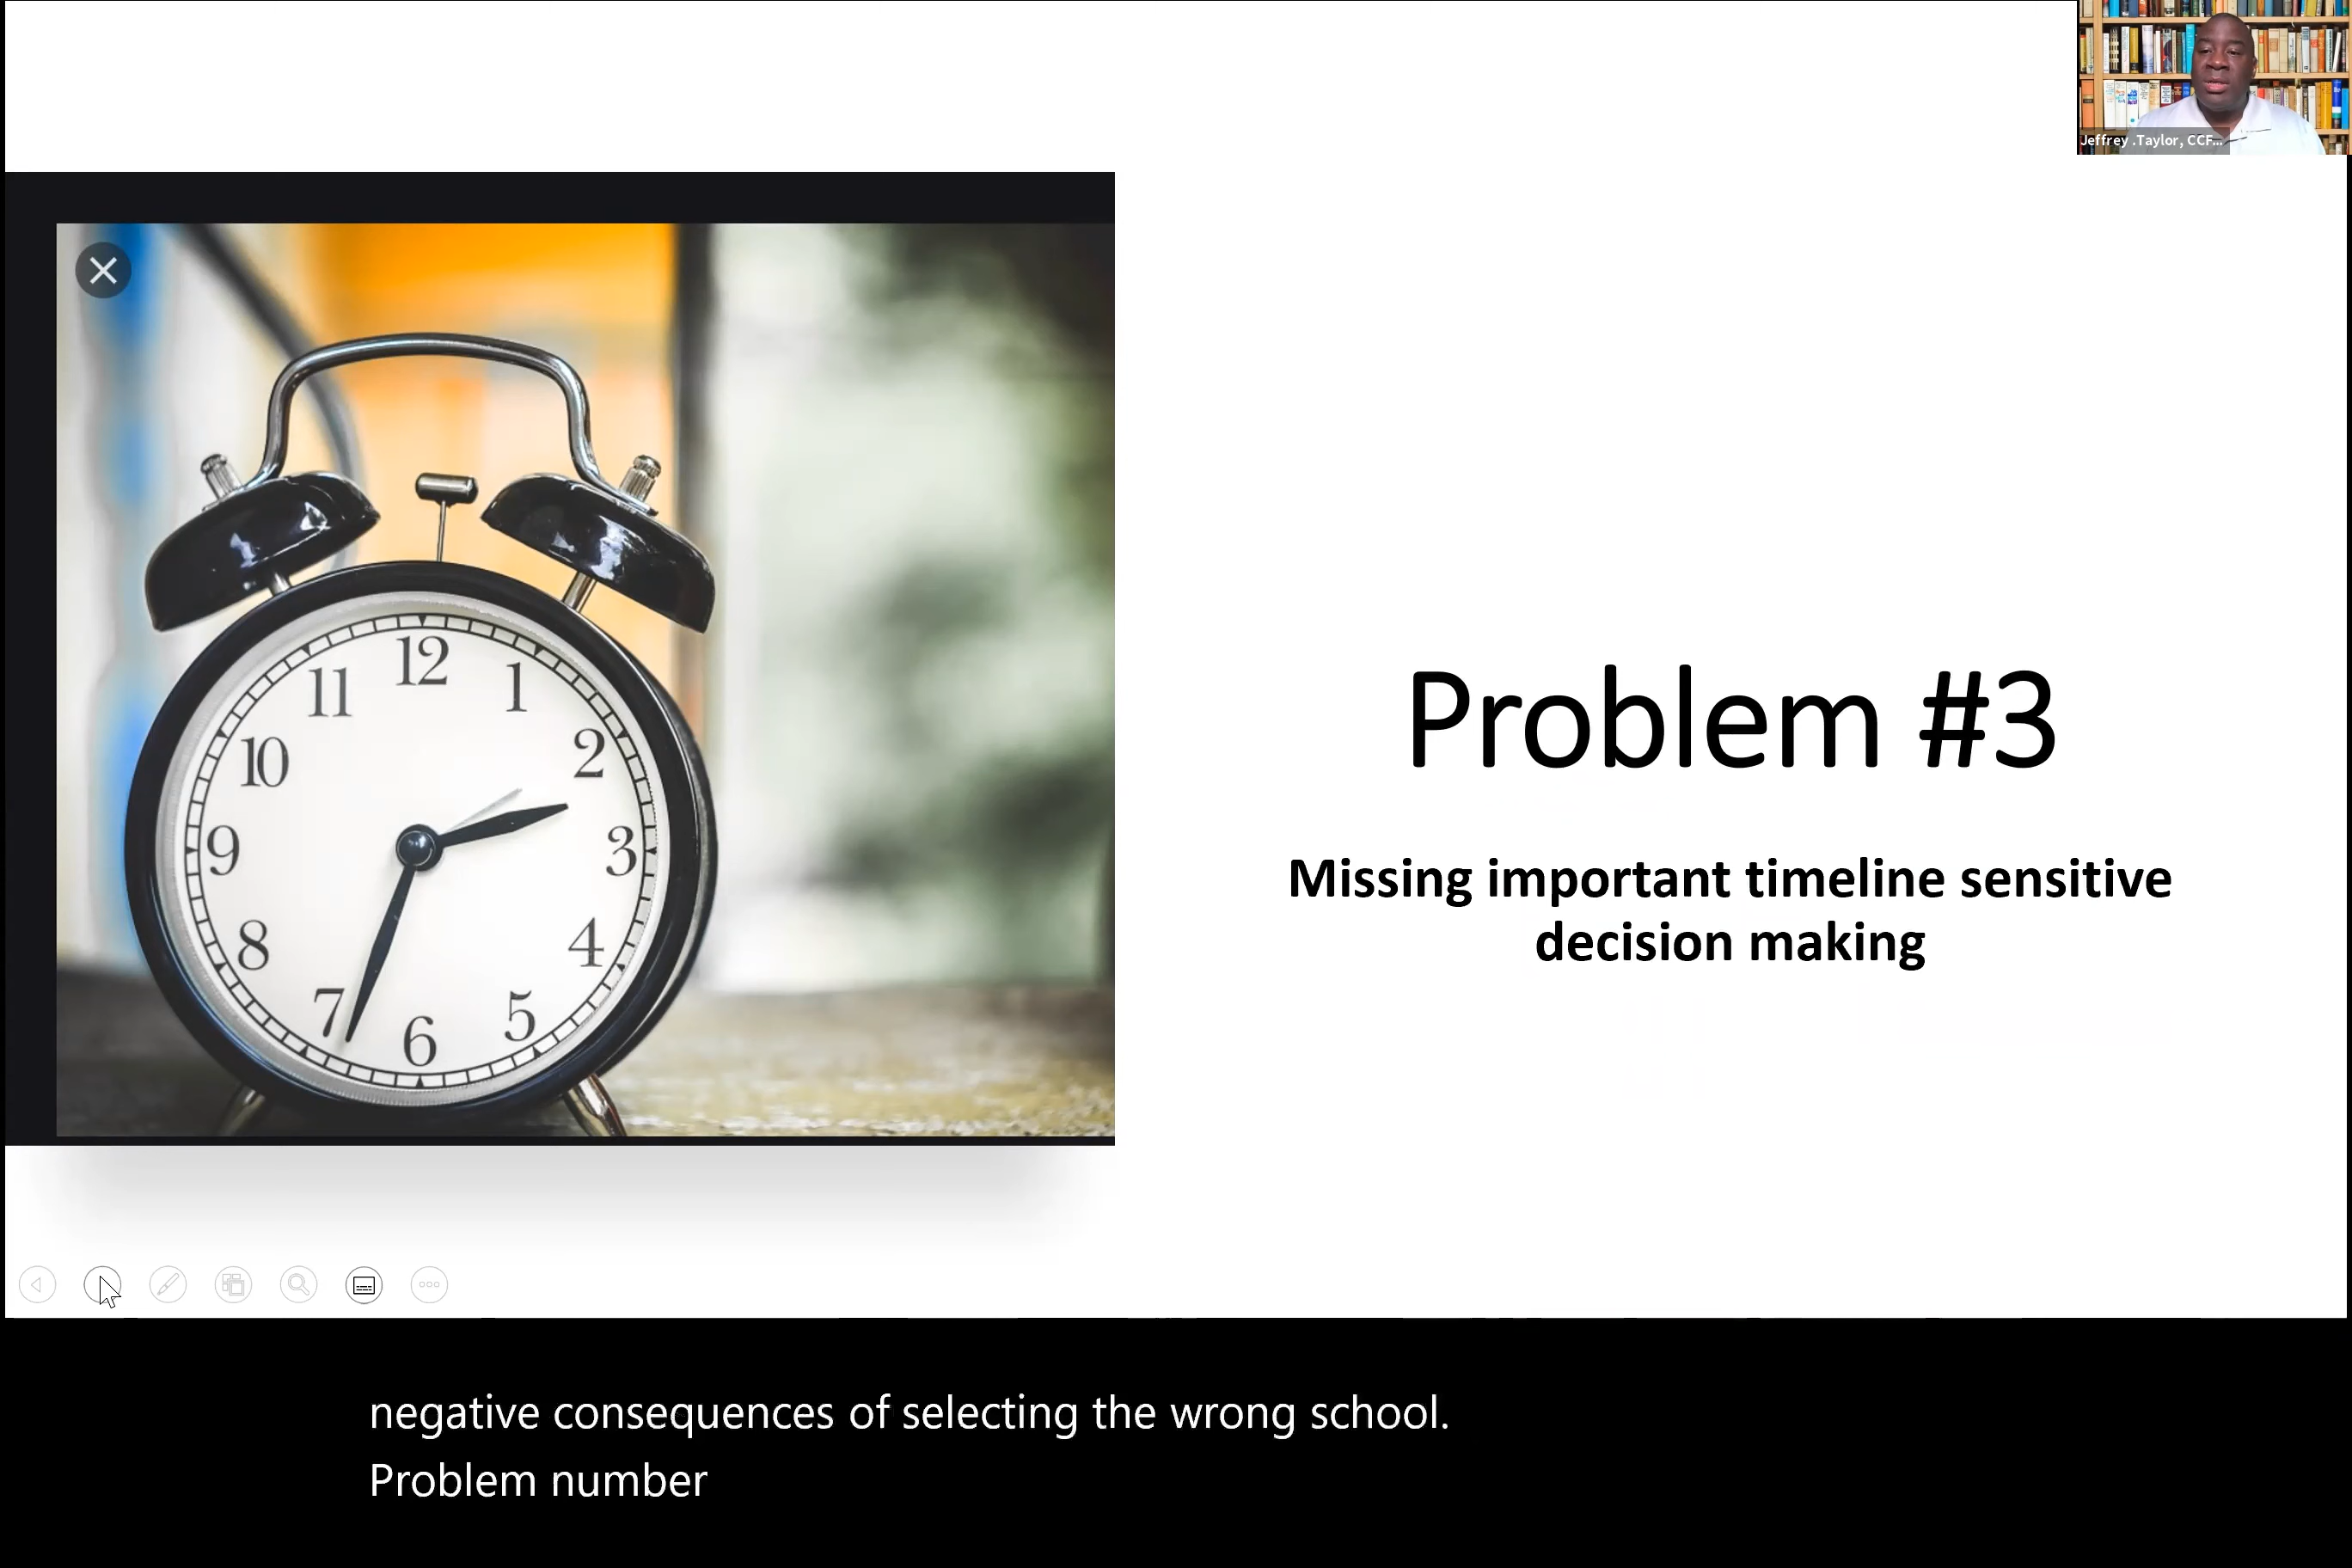 Jeffrey .Taylor, CCF...
12
11
1
10
2
9
3
8
4
7
5
6
Problem #3
Missing important timeline sensitive
decision making
negative consequences of selecting the wrong school.
Problem number